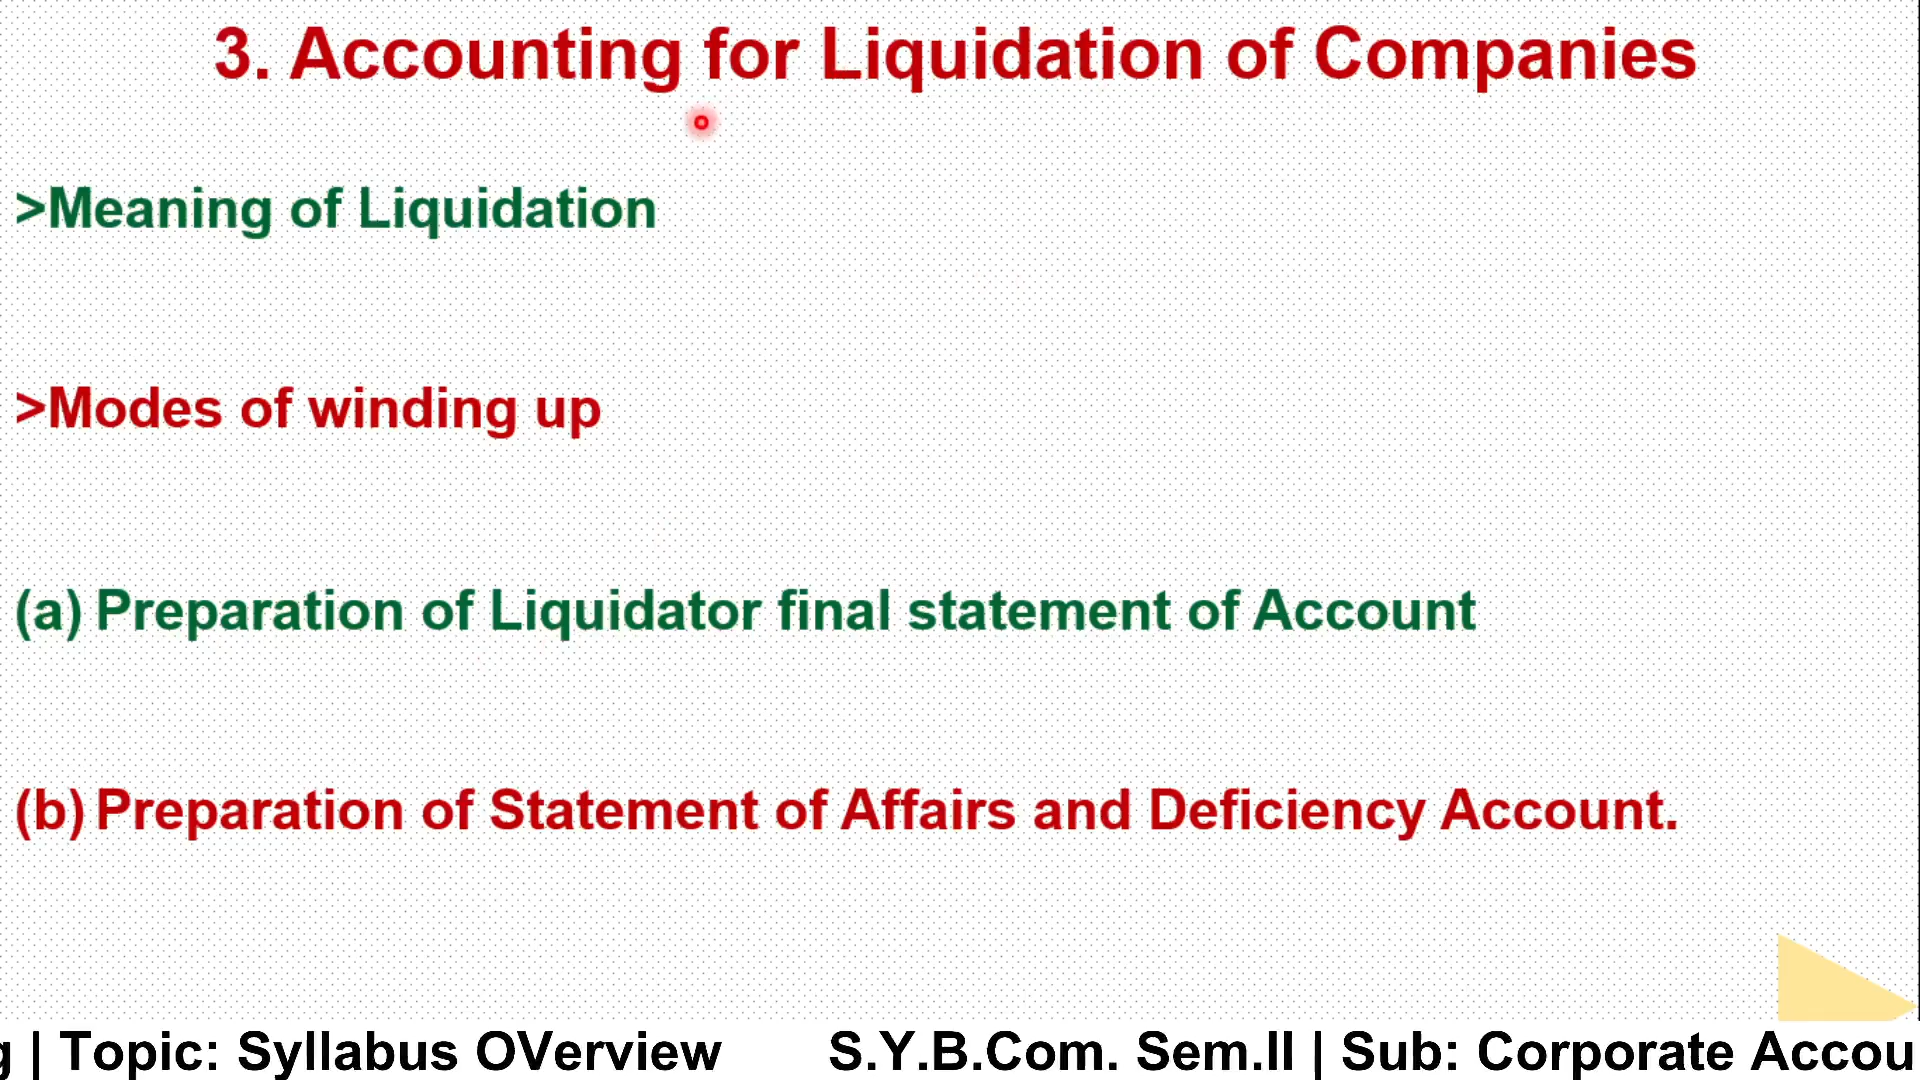 3. Accounting for Liquidation of Companies
>Meaning of Liquidation
>Modes of winding up
(a) Preparation of Liquidator final statement of Account
(b) Preparation of Statement of Affairs and Deficiency Account.
g | Topic: Syllabus OVerview S.Y.B.Com. Sem.II | Sub: Corporate Accou